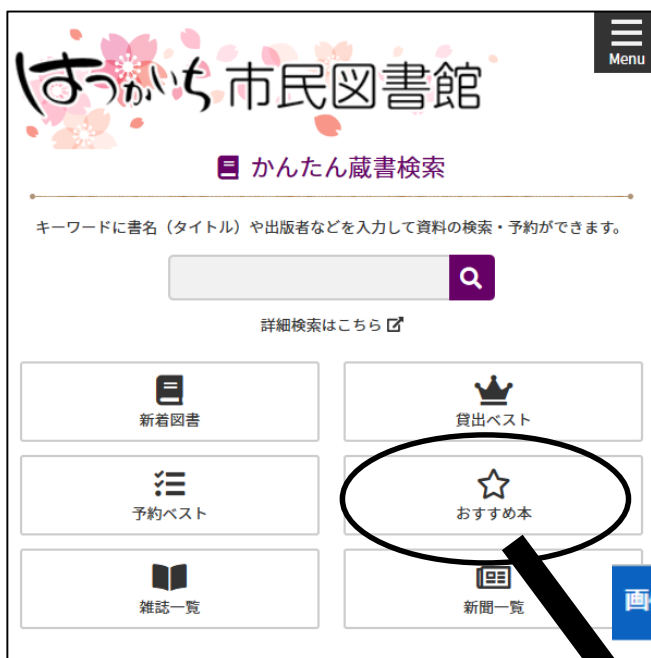 はつかいち市民図書館
Menu
かんたん蔵書検索
キーワードに書名（タイトル）や出版者などを入力して資料の検索・予約ができます。
詳細検索はこちら
新着図書
貸出ベスト
予約ベスト
おすすめ本
雑誌一覧
新聞一覧
画